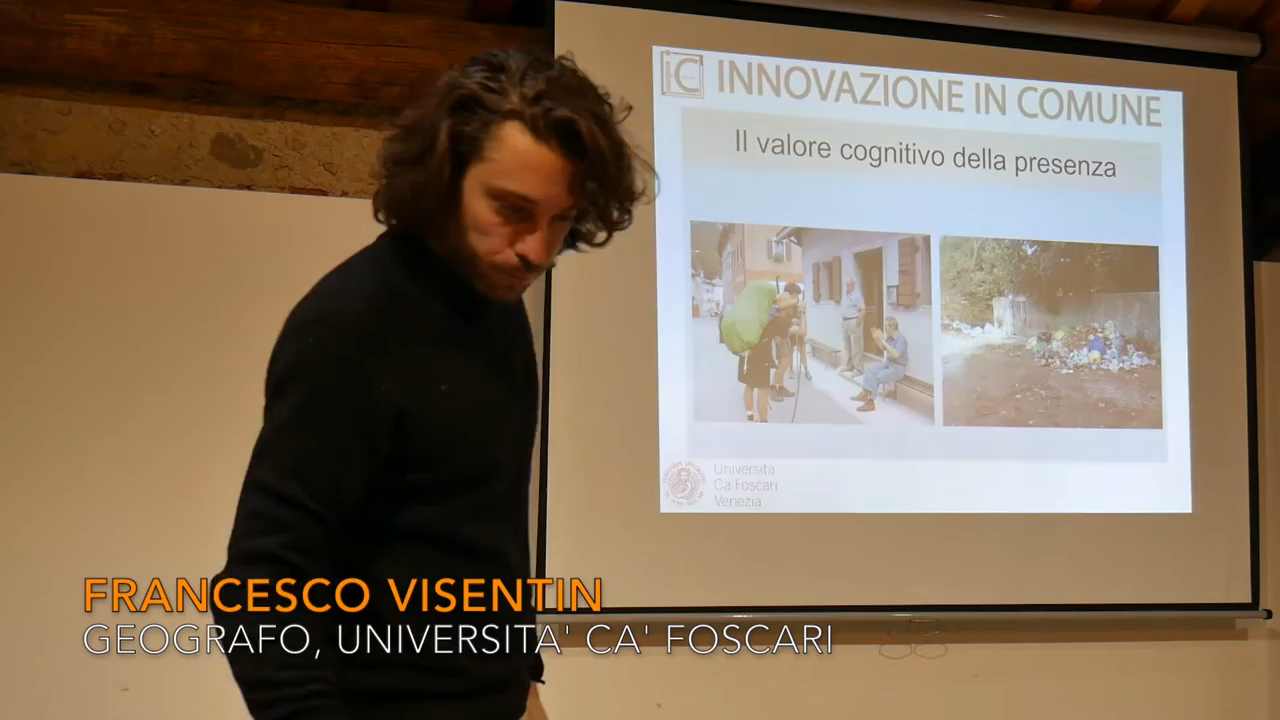 iC INNOVAZIONE IN COMUNE
Il valore cognitivo della presenza
Università
Ca' Foscari
Venezia
FRANCESCO VISENTIN
GEOGRAFO, UNIVERSITA' CA' FOSCARI